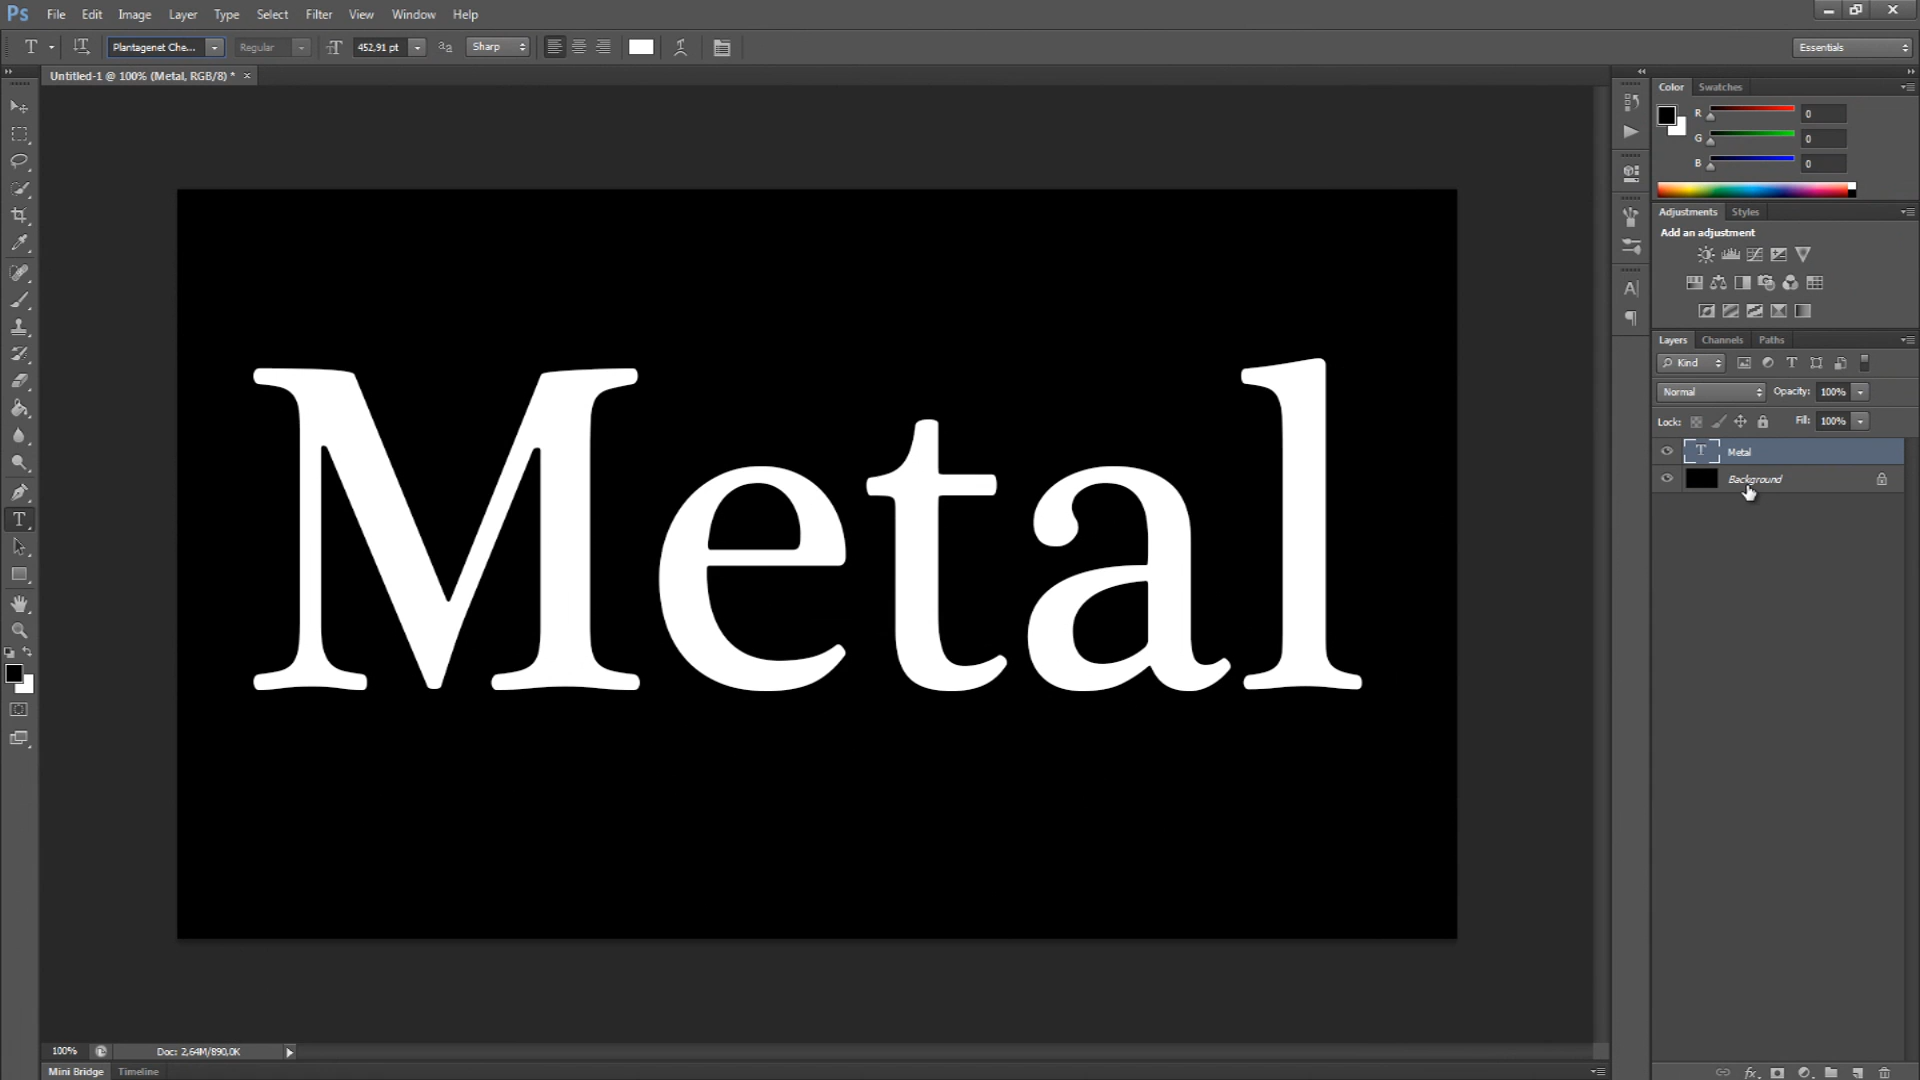 Ps File Edit Image Layer Type Select Filter View Window Help
T Plantagenet Che... Regular 452,91 pt aa Sharp Essentials
Untitled-1 @ 100% (Metal, RGB/8) * ×
Color Swatches
R 0
G 0
B 0
Adjustments Styles
Add an adjustment
Layers Channels Paths
Kind
Normal Opacity: 100%
Lock: Fill: 100%
T Metal
Background
Metal
100% Doc: 2,64M/890,0K
Mini Bridge Timeline